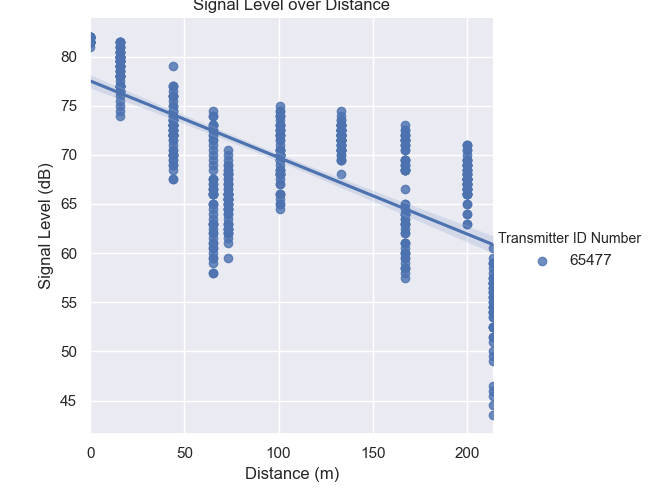 Signal Level over Distance
80
75
70
65
60
55
50
45
Signal Level (dB)
0 50 100 150 200
Distance (m)
Transmitter ID Number
65477